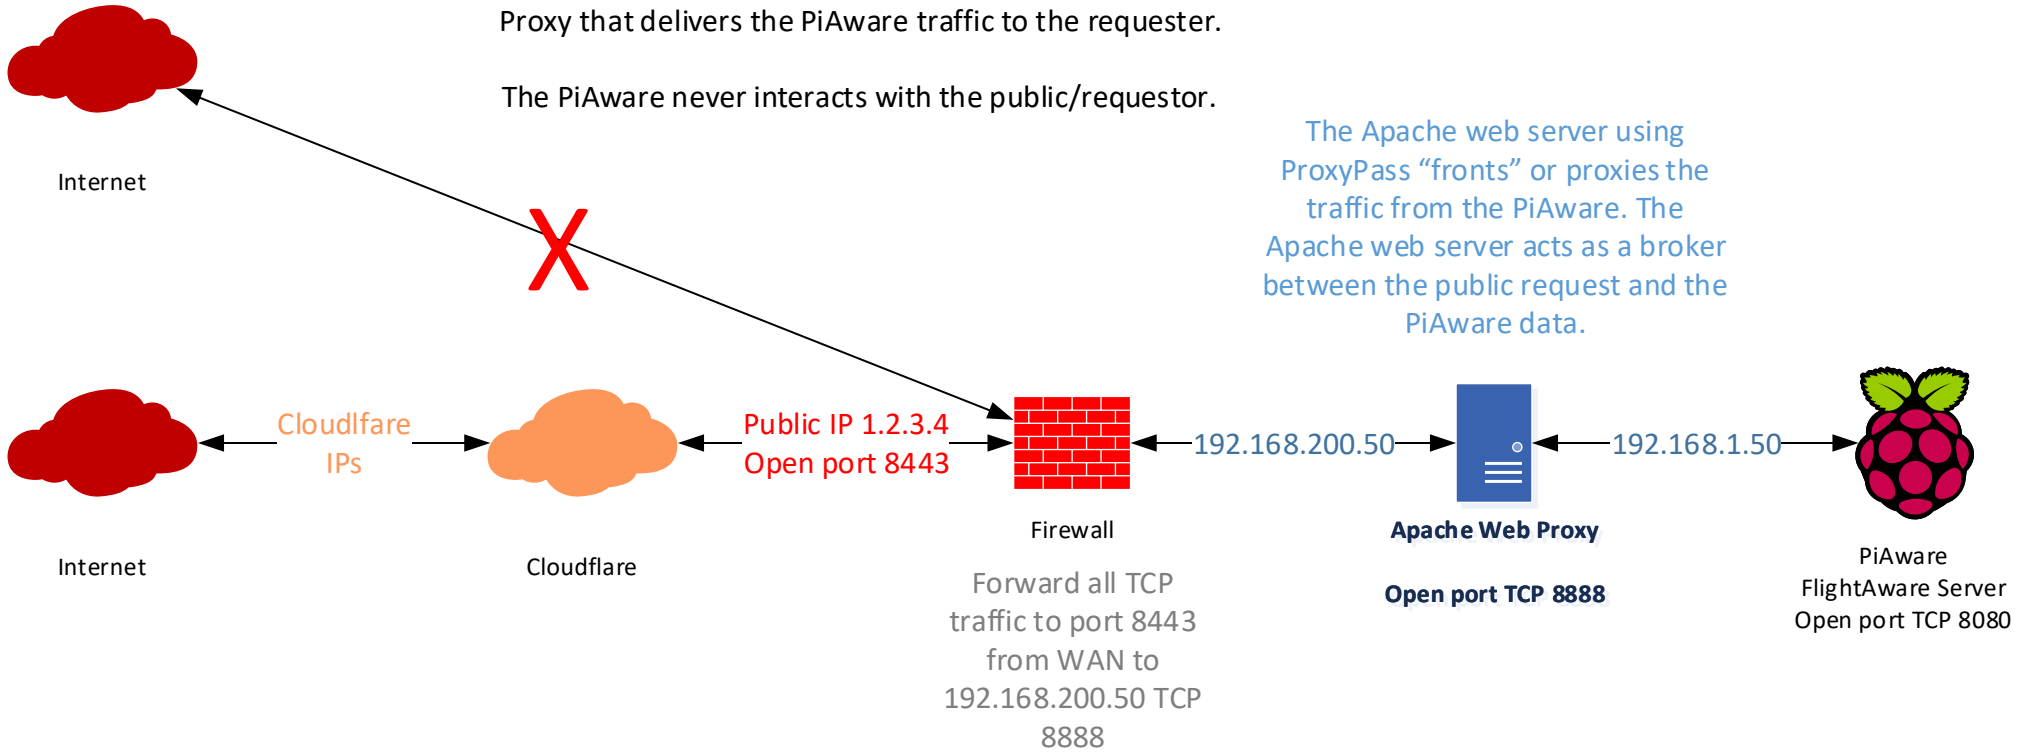 Proxy that delivers the PiAware traffic to the requester.
The PiAware never interacts with the public/requestor.
Internet
X
The Apache web server using
ProxyPass “fronts” or proxies the
traffic from the PiAware. The
Apache web server acts as a broker
between the public request and the
PiAware data.
Cloudlfare
IPs
Public IP 1.2.3.4
Open port 8443
192.168.200.50
192.168.1.50
Internet
Cloudflare
Firewall
Forward all TCP
traffic to port 8443
from WAN to
192.168.200.50 TCP
8888
Apache Web Proxy
Open port TCP 8888
PiAware
FlightAware Server
Open port TCP 8080